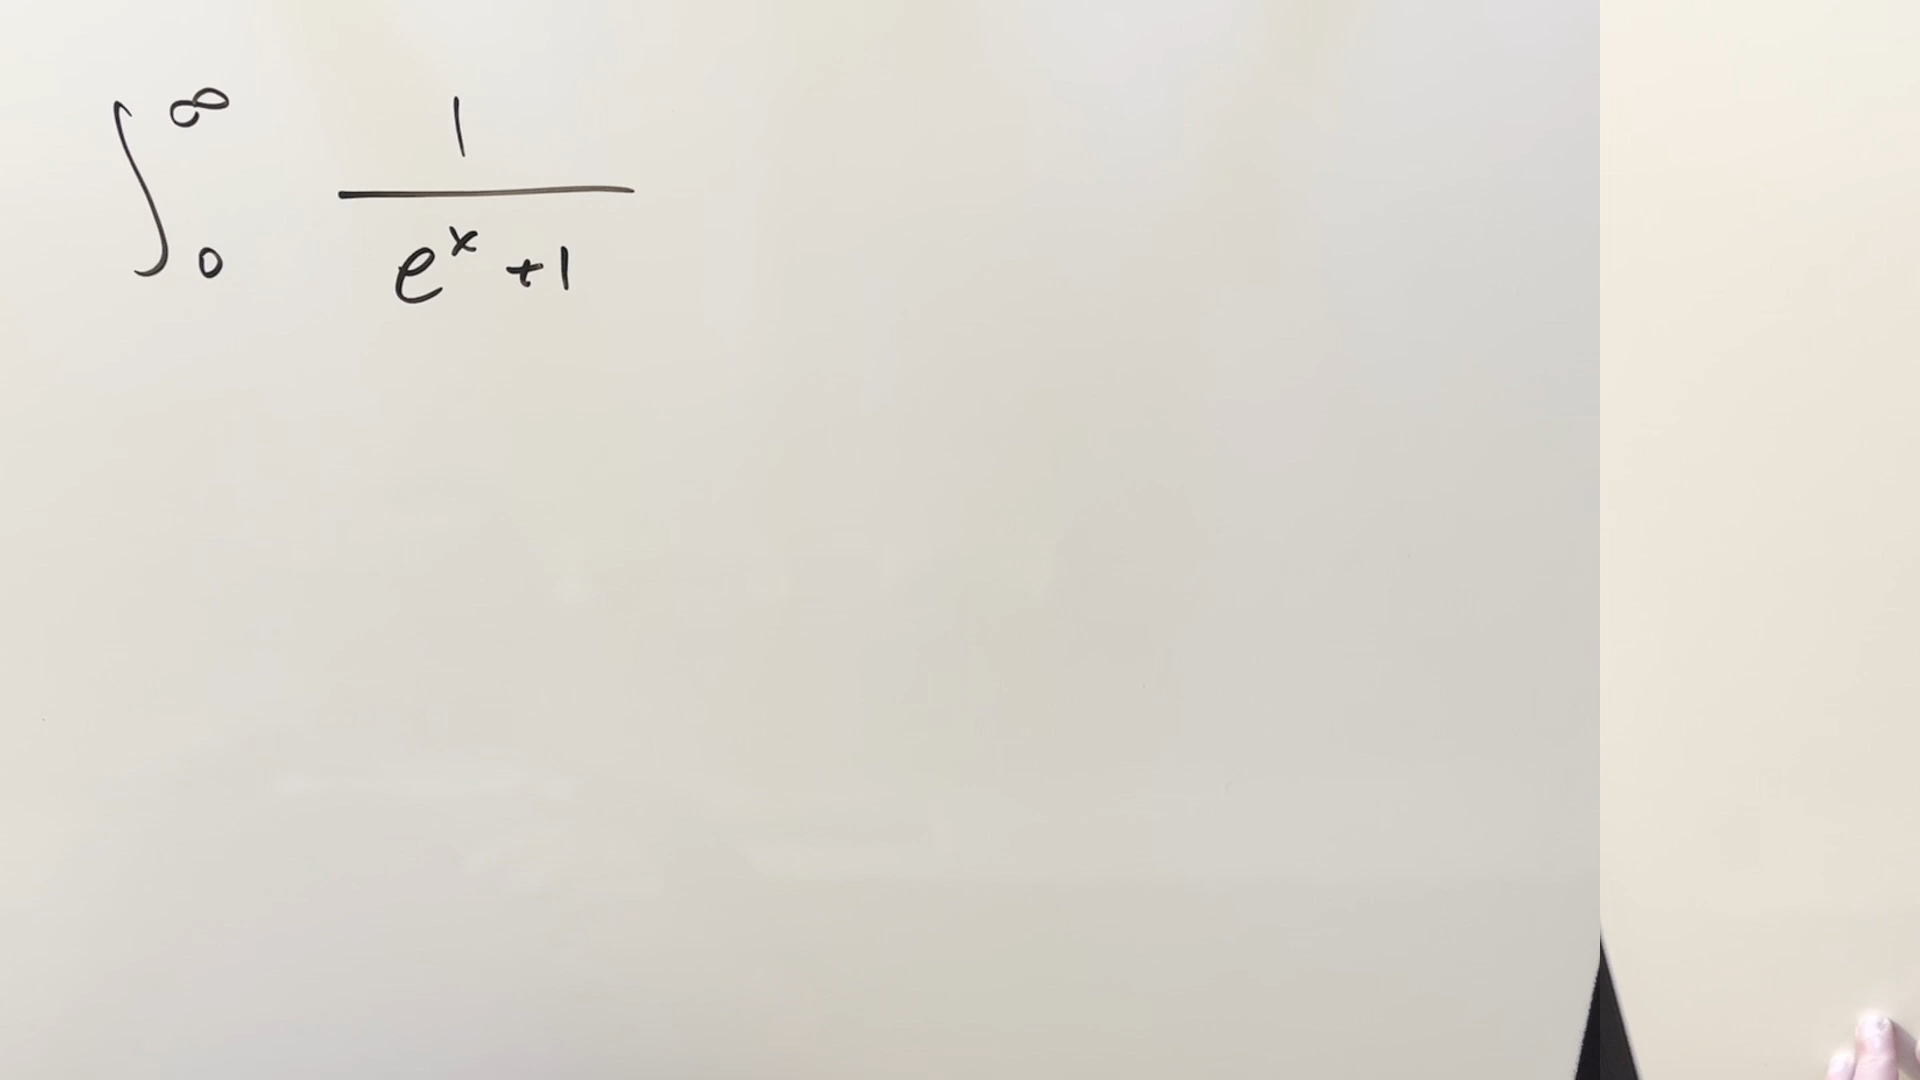 ∫₀^∞ 1/(eˣ + 1)